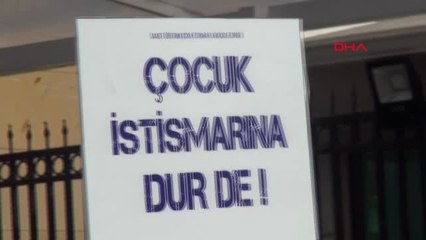 DHA
ÇOCUK
İSTİSMARINA
DUR DE !